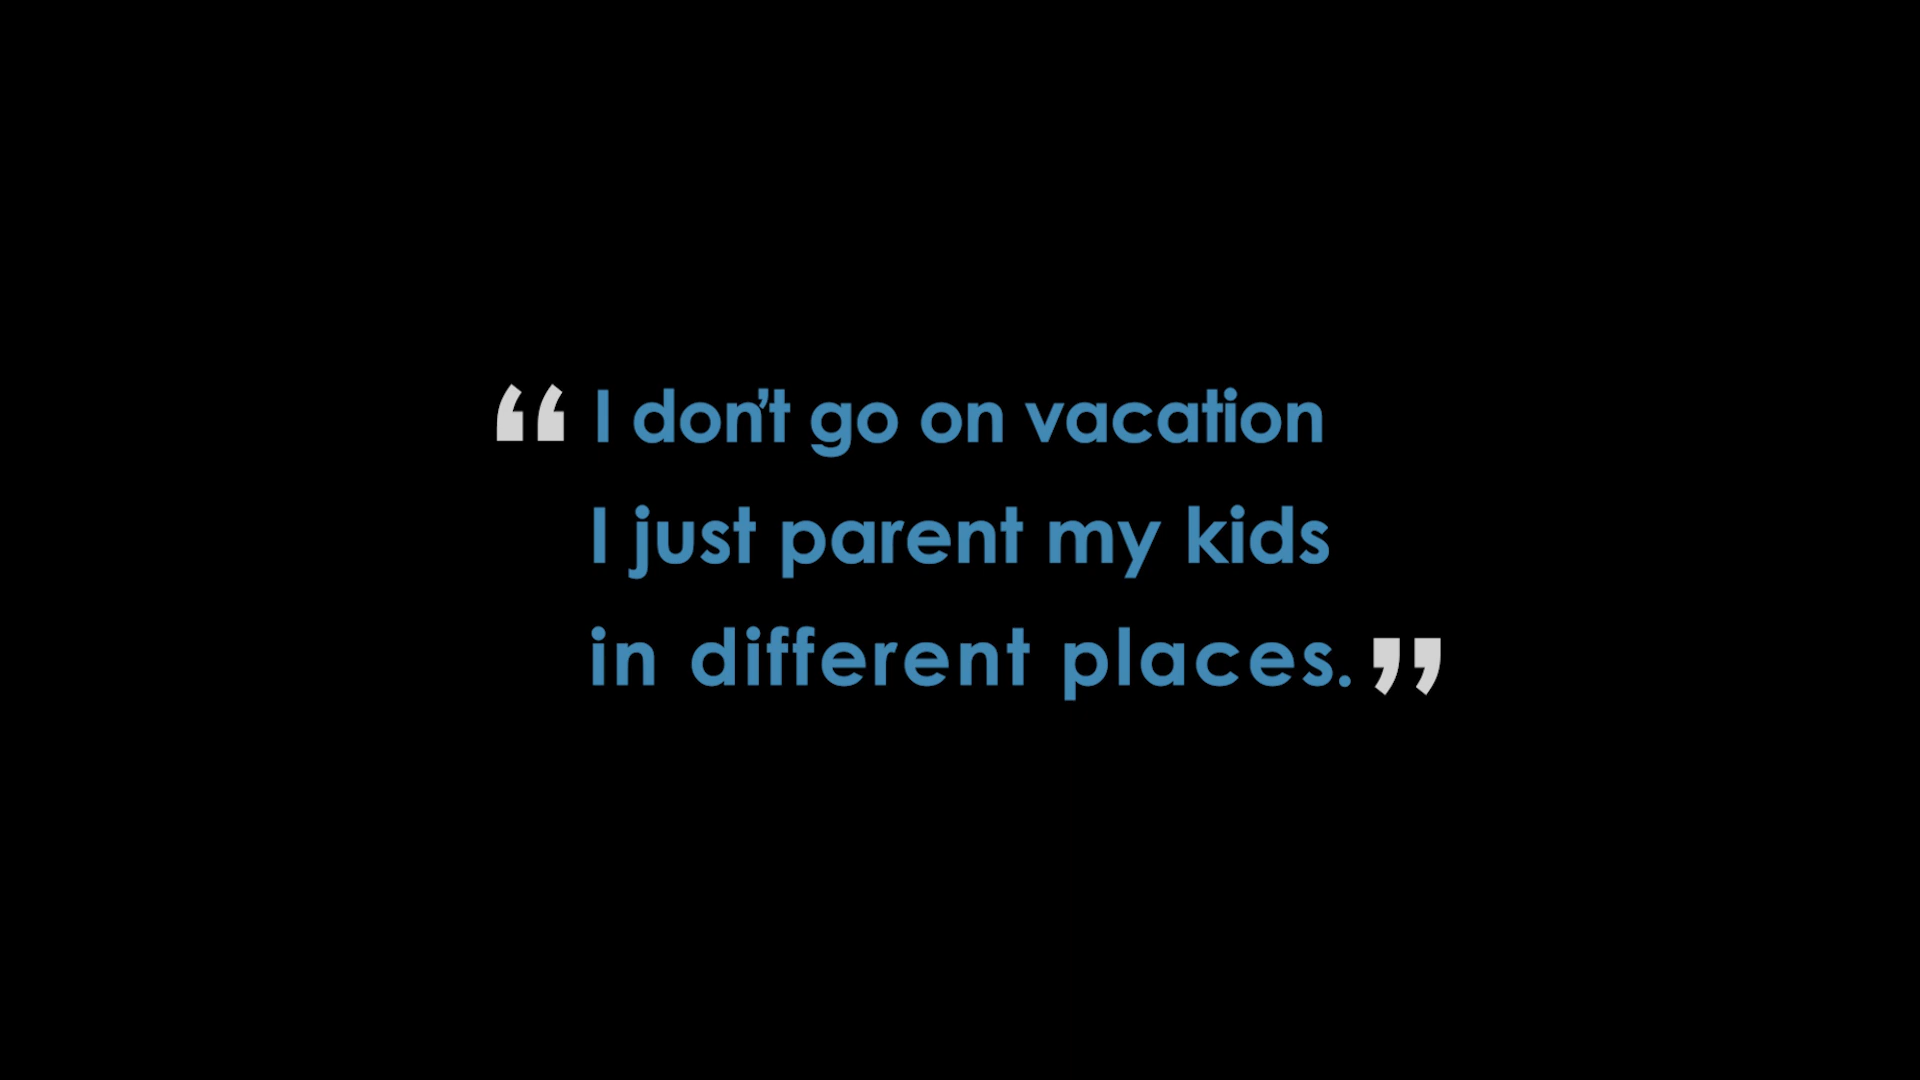 “ I don’t go on vacation
I just parent my kids
in different places. ”